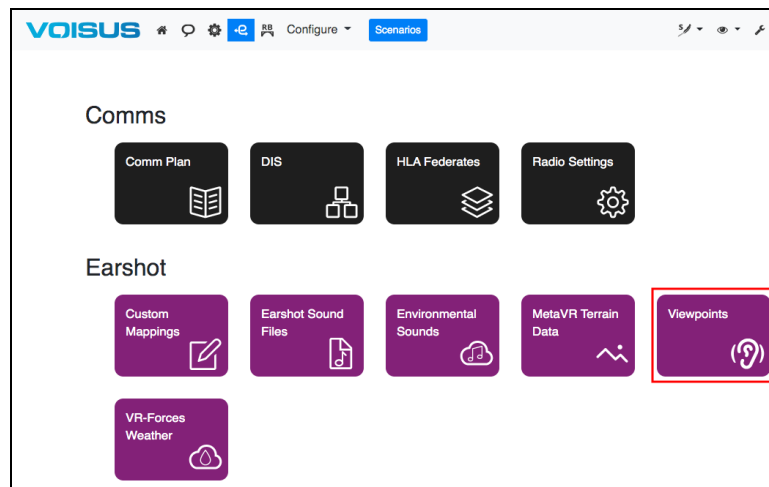 VOISUS RB Configure Scenarios
Comms
Comm Plan
DIS
HLA Federates
Radio Settings
Earshot
Custom
Mappings
Earshot Sound
Files
Environmental
Sounds
MetaVR Terrain
Data
Viewpoints
VR-Forces
Weather